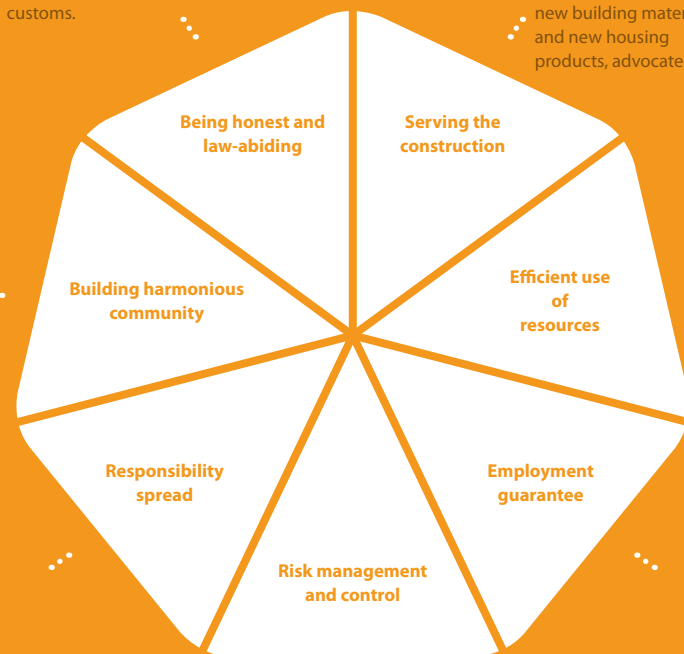 customs.
new building mater
and new housing
products, advocate
Being honest and
law-abiding
Serving the
construction
Building harmonious
community
Efficient use
of
resources
Responsibility
spread
Employment
guarantee
Risk management
and control